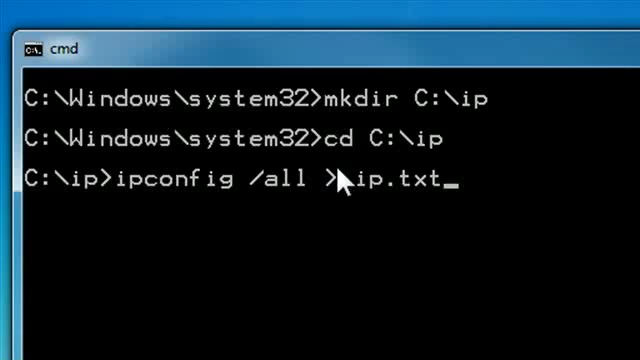 cmd
C:\Windows\system32>mkdir C:\ip
C:\Windows\system32>cd C:\ip
C:\ip>ipconfig /all > ip.txt_